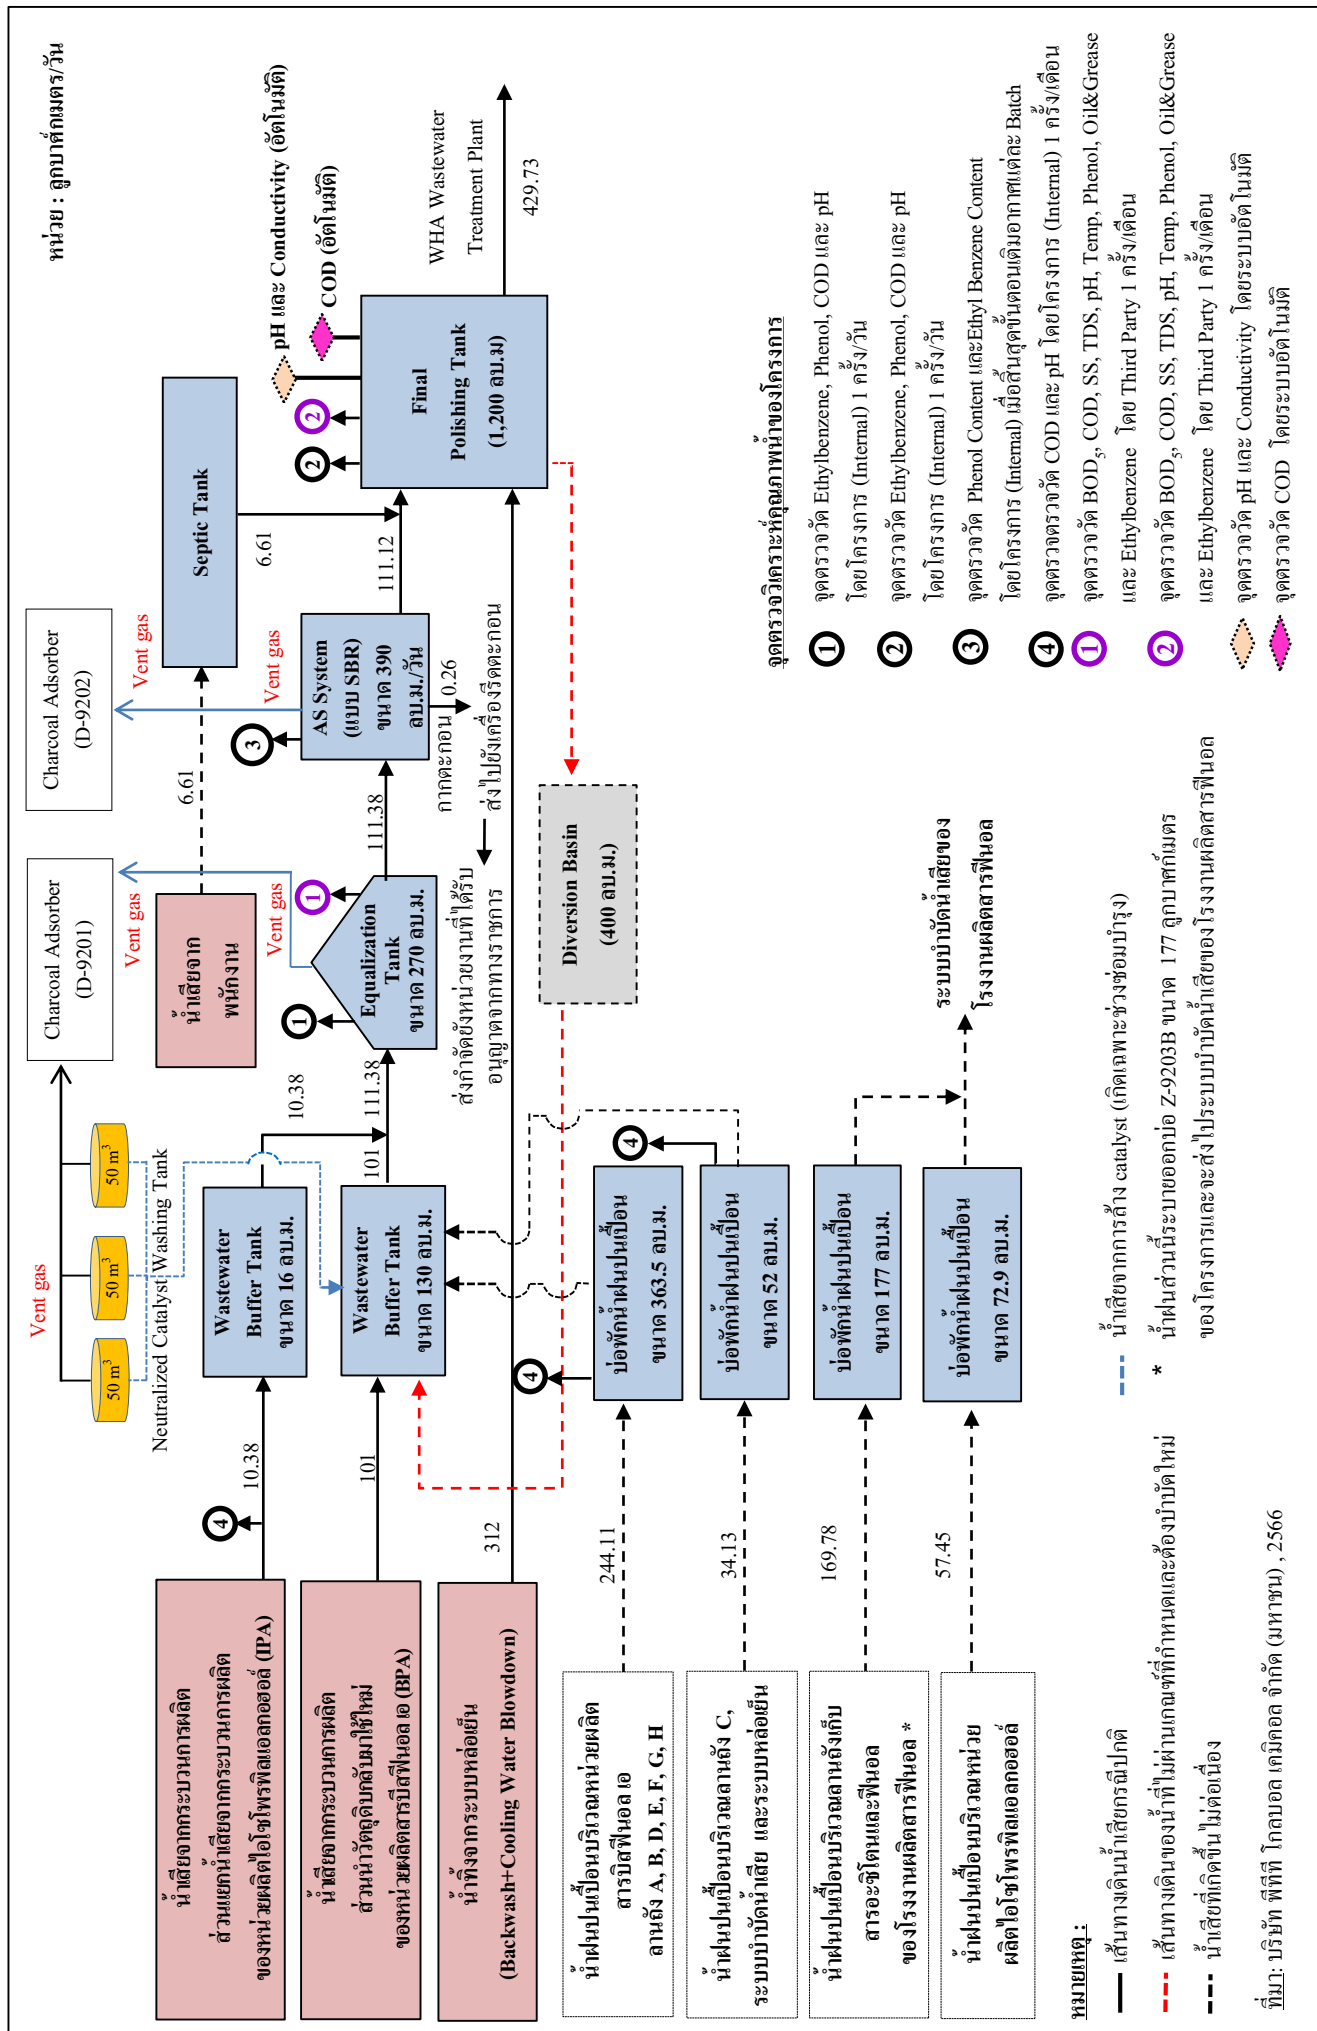 หน่วย : ลูกบาศ์กเมตร/วัน
Charcoal Adsorber
(D-9201)
Charcoal Adsorber
(D-9202)
Vent gas
Vent gas
Vent gas
Vent gas
Vent gas
50 m³
50 m³
50 m³
Neutralized Catalyst Washing Tank
น้ำเสียจาก
พนักงาน
6.61
Septic Tank
6.61
น้ำเสียจากกระบวนการผลิต
ส่วนแยกน้ำเสียจากกระบวนการผลิต
ของหน่วยผลิตไอโซโพรพิลแอลกอฮอล์ (IPA)
4
10.38
Wastewater
Buffer Tank
ขนาด 16 ลบ.ม.
10.38
น้ำเสียจากกระบวนการผลิต
ส่วนนำวัตถุดิบกลับมาใช้ใหม่
ของหน่วยผลิตสารบิสฟีนอล เอ (BPA)
101
Wastewater
Buffer Tank
ขนาด 130 ลบ.ม.
101
111.38
1
1
Equalization
Tank
ขนาด 270 ลบ.ม.
111.38
3
AS System
(แบบ SBR)
ขนาด 390
ลบ.ม./วัน
111.12
กากตะกอน 0.26
ส่งไปยังเครื่องรีดตะกอน
ส่งกำจัดยังหน่วยงานที่ได้รับ
อนุญาตจากทางราชการ
2
2
pH และ Conductivity (อัตโนมัติ)
COD (อัตโนมัติ)
Final
Polishing Tank
(1,200 ลบ.ม)
WHA Wastewater
Treatment Plant
429.73
น้ำทิ้งจากระบบหล่อเย็น
(Backwash+Cooling Water Blowdown)
312
Diversion Basin
(400 ลบ.ม.)
น้ำฝนปนเปื้อนบริเวณหน่วยผลิต
สารบิสฟีนอล เอ
ลานถัง A, B, D, E, F, G, H
244.11
4
บ่อพักน้ำฝนปนเปื้อน
ขนาด 363.5 ลบ.ม.
น้ำฝนปนเปื้อนบริเวณลานถัง C,
ระบบบำบัดน้ำเสีย และระบบหล่อเย็น
34.13
บ่อพักน้ำฝนปนเปื้อน
ขนาด 52 ลบ.ม.
4
น้ำฝนปนเปื้อนบริเวณลานถังเก็บ
สารอะซิโตนและฟีนอล
ของโรงงานผลิตสารฟีนอล *
169.78
บ่อพักน้ำฝนปนเปื้อน
ขนาด 177 ลบ.ม.
น้ำฝนปนเปื้อนบริเวณหน่วย
ผลิตไอโซโพรพิลแอลกอฮอล์
57.45
บ่อพักน้ำฝนปนเปื้อน
ขนาด 72.9 ลบ.ม.
ระบบบำบัดน้ำเสียของ
โรงงานผลิตสารฟีนอล
จุดตรวจวิเคราะห์คุณภาพน้ำของโครงการ
1 จุดตรวจวัด Ethylbenzene, Phenol, COD และ pH
โดยโครงการ (Internal) 1 ครั้ง/วัน
2 จุดตรวจวัด Ethylbenzene, Phenol, COD และ pH
โดยโครงการ (Internal) 1 ครั้ง/วัน
3 จุดตรวจวัด Phenol Content และEthyl Benzene Content
โดยโครงการ (Internal) เมื่อสิ้นสุดขั้นตอนเติมอากาศแต่ละ Batch
4 จุดตรวจตรวจวัด COD และ pH โดยโครงการ (Internal) 1 ครั้ง/เดือน
1 จุดตรวจวัด BOD₅, COD, SS, TDS, pH, Temp, Phenol, Oil&Grease
และ Ethylbenzene โดย Third Party 1 ครั้ง/เดือน
2 จุดตรวจวัด BOD₅, COD, SS, TDS, pH, Temp, Phenol, Oil&Grease
และ Ethylbenzene โดย Third Party 1 ครั้ง/เดือน
จุดตรวจวัด pH และ Conductivity โดยระบบอัตโนมัติ
จุดตรวจวัด COD โดยระบบอัตโนมัติ
หมายเหตุ :
เส้นทางเดินน้ำเสียกรณีปกติ
เส้นทางเดินของน้ำที่ไม่ผ่านเกณฑ์ที่กำหนดและต้องบำบัดใหม่
น้ำเสียที่เกิดขึ้นไม่ต่อเนื่อง
น้ำเสียจากการล้าง catalyst (เกิดเฉพาะช่วงซ่อมบำรุง)
* น้ำฝนส่วนนี้ระบายออกบ่อ Z-9203B ขนาด 177 ลูกบาศก์เมตร
ของโครงการและจะส่งไประบบบำบัดน้ำเสียของโรงงานผลิตสารฟีนอล
ที่มา: บริษัท พีทีที โกลบอล เคมิคอล จำกัด (มหาชน) , 2566